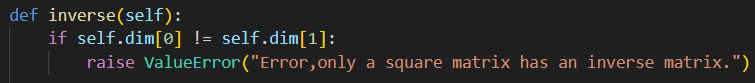 def inverse(self):
    if self.dim[0] != self.dim[1]:
        raise ValueError("Error,only a square matrix has an inverse matrix.")